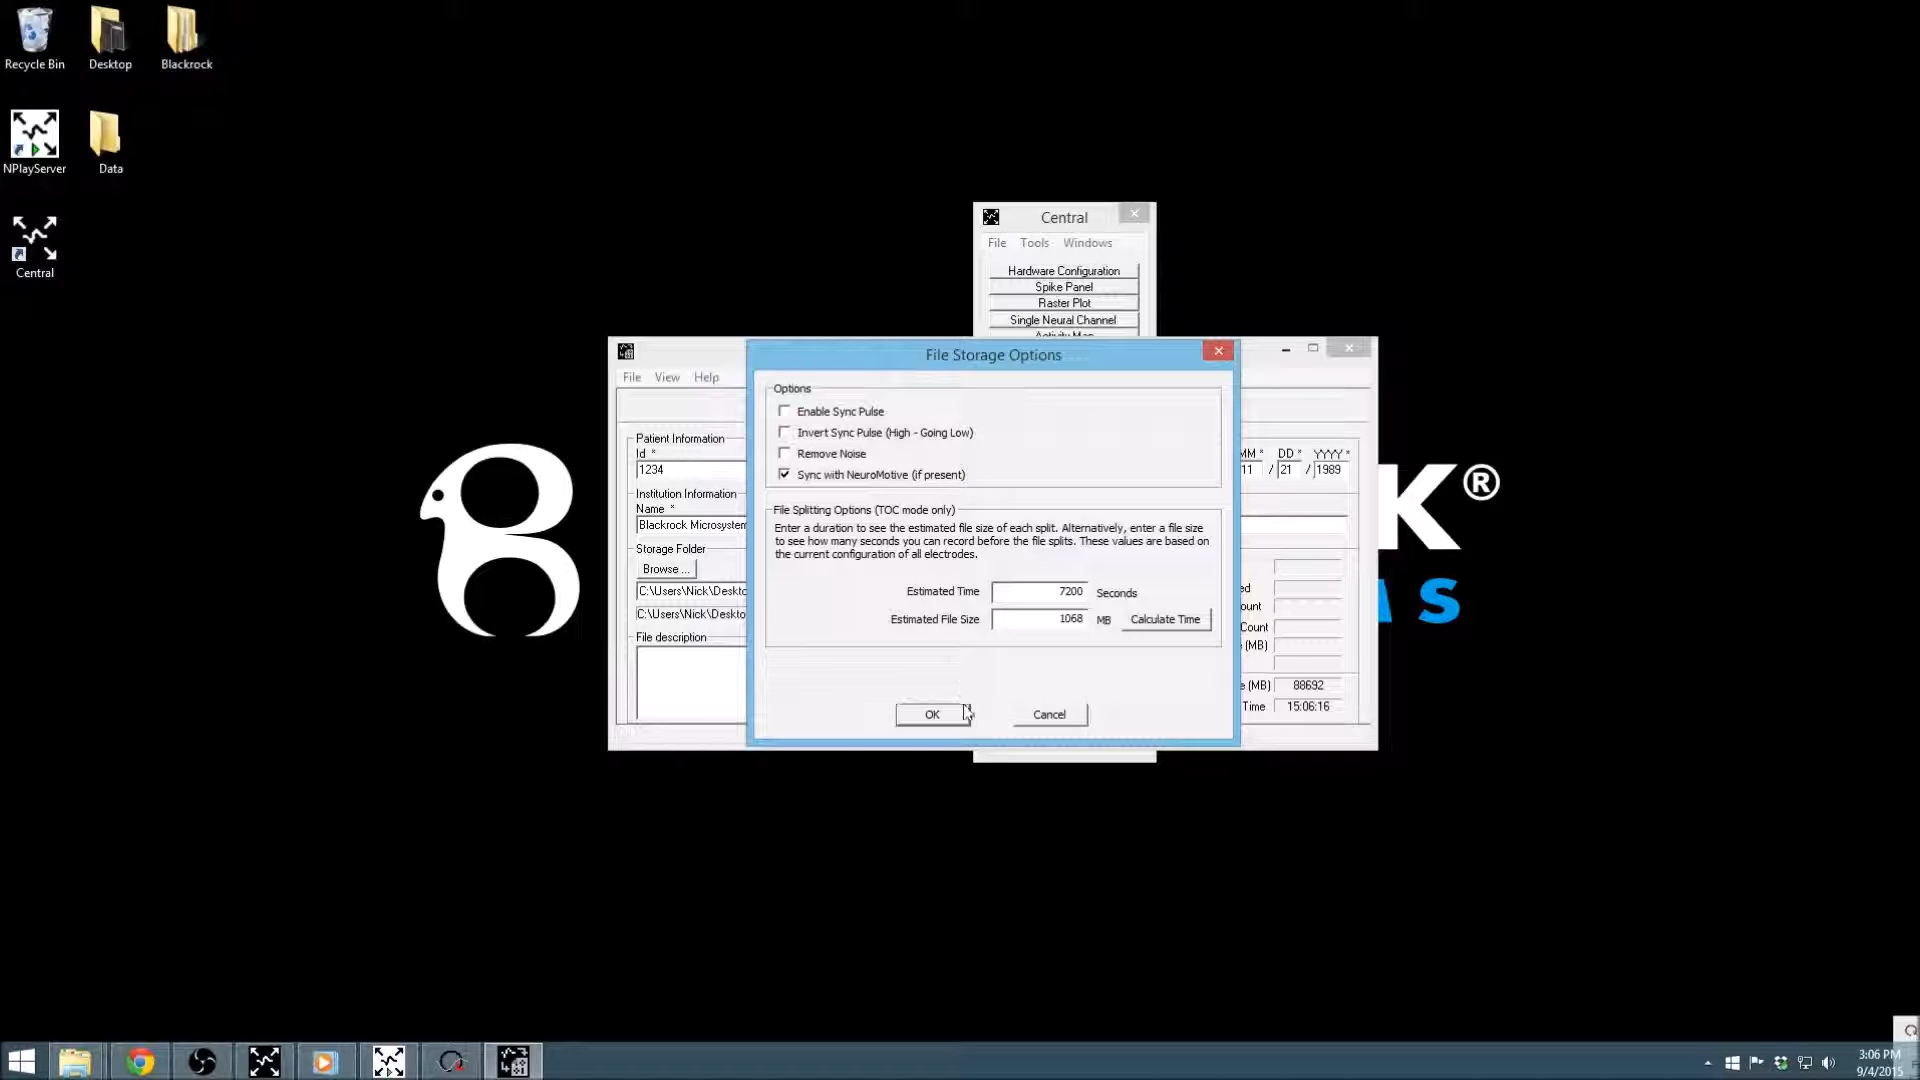 Recycle Bin
Desktop
Blackrock
NPlayServer
Data
Central
Central
File Tools Windows
Hardware Configuration
Spike Panel
Raster Plot
Single Neural Channel
Activity Map
File Storage Options
File View Help
Options
Enable Sync Pulse
Invert Sync Pulse (High - Going Low)
Remove Noise
Sync with NeuroMotive (if present)
Patient Information
Id *
1234
MM * DD * YYYY *
11 / 21 / 1989
Institution Information
Name *
Blackrock Microsystem
Storage Folder
Browse ...
C:\Users\Nick\Deskto
C:\Users\Nick\Deskto
File description
File Splitting Options (TOC mode only)
Enter a duration to see the estimated file size of each split. Alternatively, enter a file size
to see how many seconds you can record before the file splits. These values are based on
the current configuration of all electrodes.
Estimated Time 7200 Seconds
Estimated File Size 1068 MB Calculate Time
OK Cancel
ed
ount
Count
(MB)
e (MB) 88692
Time 15:06:16
K®
S
3:06 PM
9/4/2015